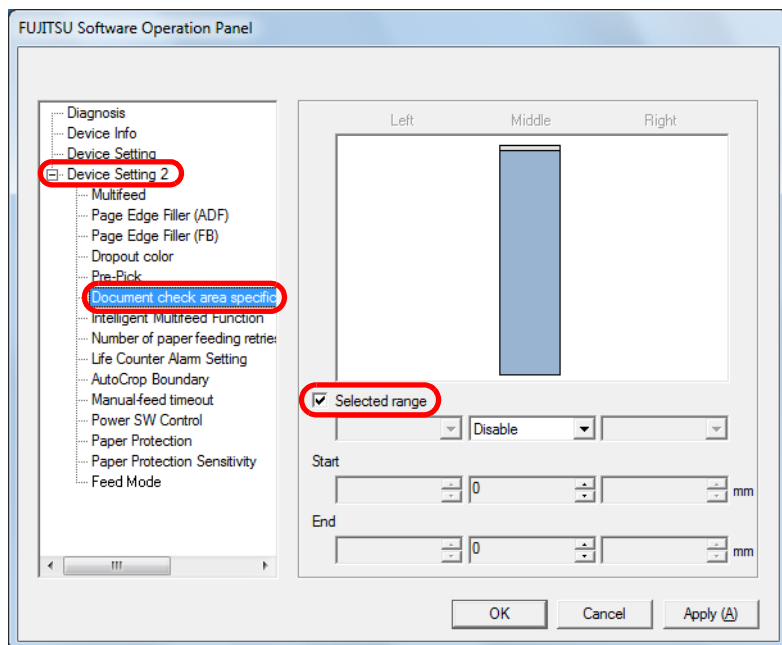 FUJITSU Software Operation Panel
Diagnosis
Device Info
Device Setting
Device Setting 2
Multifeed
Page Edge Filler (ADF)
Page Edge Filler (FB)
Dropout color
Pre-Pick
Document check area specific
Intelligent Multifeed Function
Number of paper feeding retries
Life Counter Alarm Setting
AutoCrop Boundary
Manual-feed timeout
Power SW Control
Paper Protection
Paper Protection Sensitivity
Feed Mode
Left Middle Right
Selected range
Disable
Start
0 mm
End
0 mm
OK Cancel Apply (A)